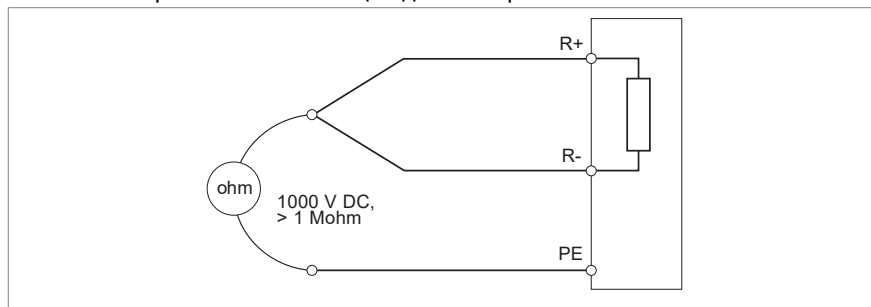 R+
R-
ohm
1000 V DC,
> 1 Mohm
PE